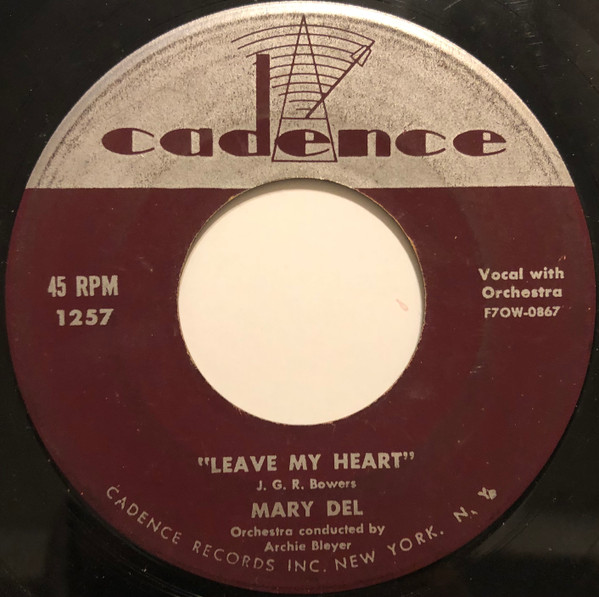 cadence
45 RPM
1257
Vocal with
Orchestra
F7OW-0867
"LEAVE MY HEART"
J. G. R. Bowers
MARY DEL
Orchestra conducted by
Archie Bleyer
CADENCE RECORDS INC. NEW YORK. N. Y.